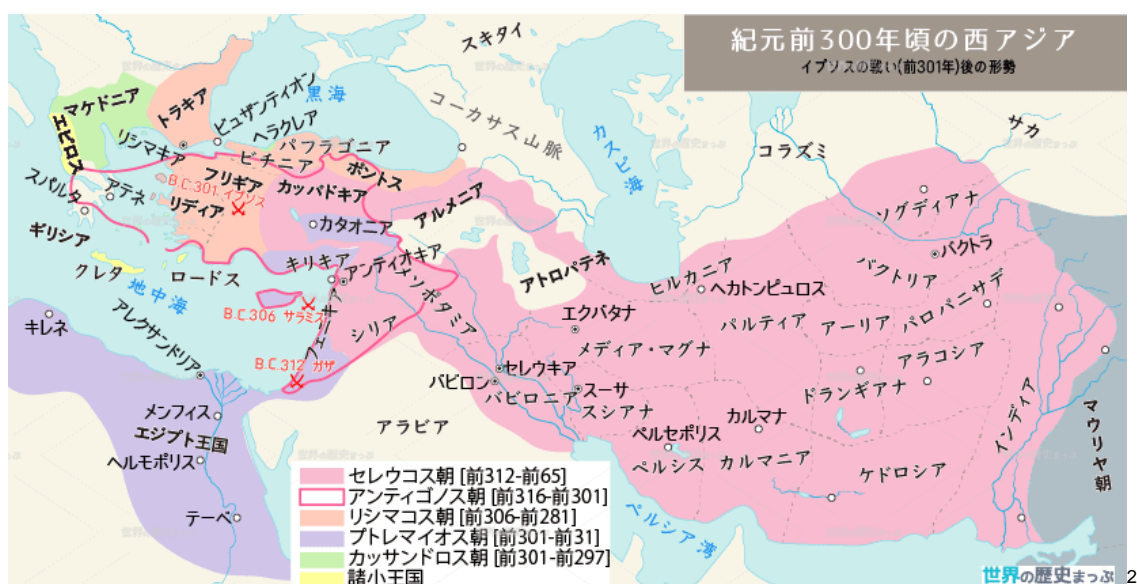 紀元前300年頃の西アジア
イプソスの戦い(前301年)後の形勢
スキタイ
マケドニア
トラキア
ビュザンティオン
黒海
エピロス
リシマキア
ヘラクレア
パフラゴニア
ビチニア
ポントス
コーカサス山脈
カスピ海
コラズミ
サカ
フリギア
B.C.301 イプソス
カッパドキア
スパルタ
アテネ
リディア
アルメニア
ソグディアナ
カタオニア
ギリシア
バクトラ
クレタ
ロードス
キリキア
アンティオキア
アトロパテネ
ヒルカニア
バクトリア
地中海
メソポタミア
ヘカトンピュロス
パロパニサデ
キレネ
B.C.306 サラミス
フェニキア
シリア
エクバタナ
パルティア
アーリア
アレクサンドリア
メディア・マグナ
アラコシア
B.C.312 ガザ
セレウキア
バビロン
バビロニア
スーサ
スシアナ
ドランギアナ
メンフィス
アラビア
カルマナ
インディア
マウリヤ朝
エジプト王国
ペルセポリス
ヘルモポリス
ペルシス
カルマニア
ケドロシア
テーベ
ペルシア湾
セレウコス朝 [前312-前65]
アンティゴノス朝 [前316-前301]
リシマコス朝 [前306-前281]
プトレマイオス朝 [前301-前31]
カッサンドロス朝 [前301-前297]
諸小王国
世界の歴史まっぷ
2